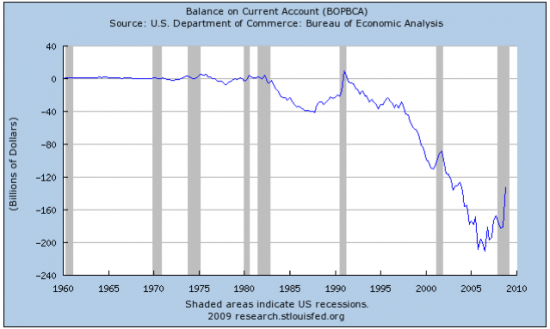 Balance on Current Account (BOPBCA)
Source: U.S. Department of Commerce: Bureau of Economic Analysis
(Billions of Dollars)
40
0
-40
-80
-120
-160
-200
-240
1960 1965 1970 1975 1980 1985 1990 1995 2000 2005 2010
Shaded areas indicate US recessions.
2009 research.stlouisfed.org